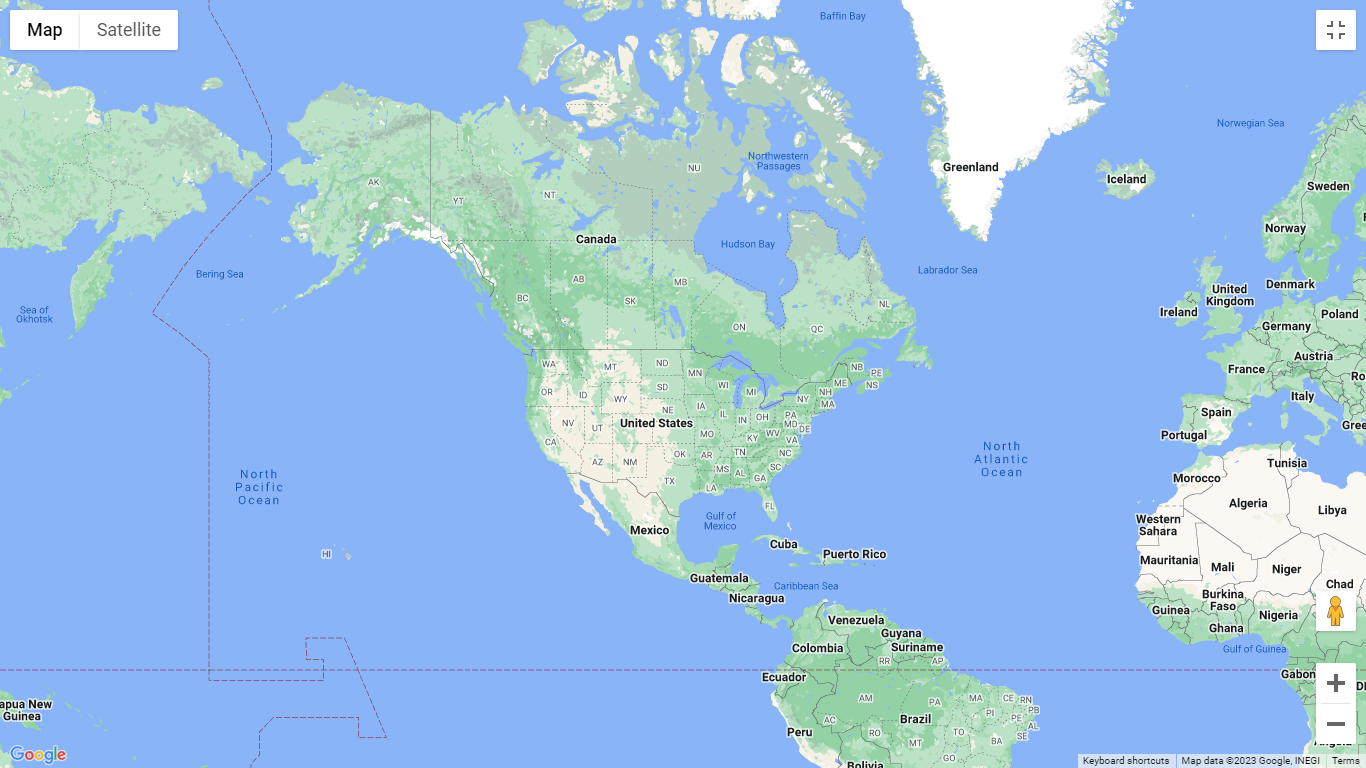 Map
Satellite
Baffin Bay
Norwegian Sea
Northwestern
Passages
NU
Greenland
Iceland
AK
Sweden
NT
YT
Norway
Canada
Hudson Bay
Labrador Sea
Bering Sea
AB
MB
Denmark
United
Kingdom
BC
SK
NL
Sea of
Okhotsk
Ireland
Poland
ON
QC
Germany
Austria
WA
MT
ND
MN
NB
PE
NS
France
Ro
OR
ID
SD
WI
MI
ME
NH
Italy
WY
NE
IA
NY
MA
Spain
NV
UT
United States
IL
IN
OH
PA
MD
DE
Gree
Portugal
CA
MO
KY
WV
VA
North
Atlantic
Ocean
AZ
NM
OK
AR
TN
NC
Tunisia
North
Pacific
Ocean
TX
MS
AL
GA
SC
LA
Morocco
FL
Algeria
Libya
Gulf of
Mexico
Western
Sahara
Mexico
Cuba
Puerto Rico
HI
Mauritania
Mali
Niger
Chad
Guatemala
Caribbean Sea
Nicaragua
Burkina
Faso
Guinea
Nigeria
Ghana
Venezuela
Guyana
Suriname
Colombia
Gulf of Guinea
RR
AP
Ecuador
Gabon
D
AM
PA
MA
CE
RN
PB
PI
PE
AL
SE
apua New
Guinea
AC
Brazil
Peru
RO
TO
BA
MT
GO
Bolivia
Angola
Google
Keyboard shortcuts
Map data ©2023 Google, INEGI
Terms